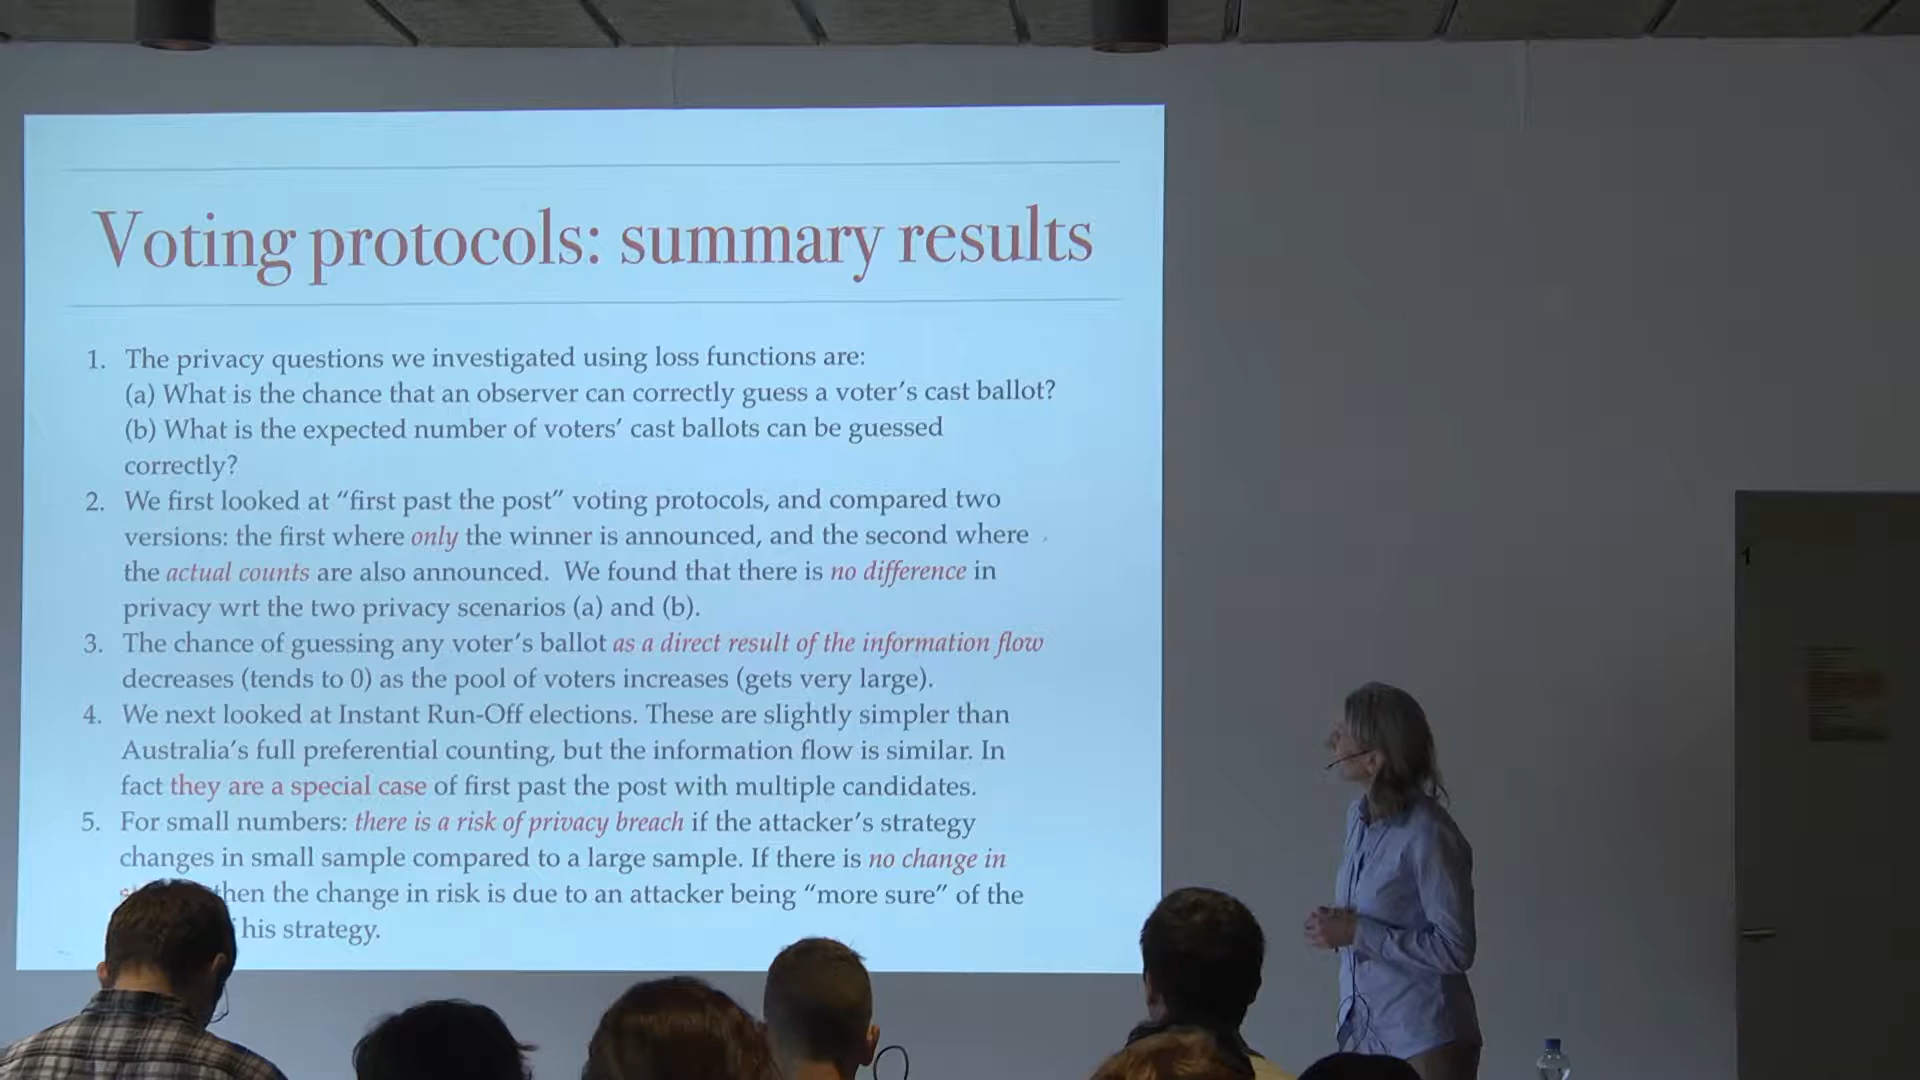 Voting protocols: summary results
1. The privacy questions we investigated using loss functions are:
(a) What is the chance that an observer can correctly guess a voter's cast ballot?
(b) What is the expected number of voters' cast ballots can be guessed
correctly?
2. We first looked at "first past the post" voting protocols, and compared two
versions: the first where only the winner is announced, and the second where
the actual counts are also announced. We found that there is no difference in
privacy wrt the two privacy scenarios (a) and (b).
3. The chance of guessing any voter's ballot as a direct result of the information flow
decreases (tends to 0) as the pool of voters increases (gets very large).
4. We next looked at Instant Run-Off elections. These are slightly simpler than
Australia's full preferential counting, but the information flow is similar. In
fact they are a special case of first past the post with multiple candidates.
5. For small numbers: there is a risk of privacy breach if the attacker's strategy
changes in small sample compared to a large sample. If there is no change in
then the change in risk is due to an attacker being "more sure" of the
his strategy.